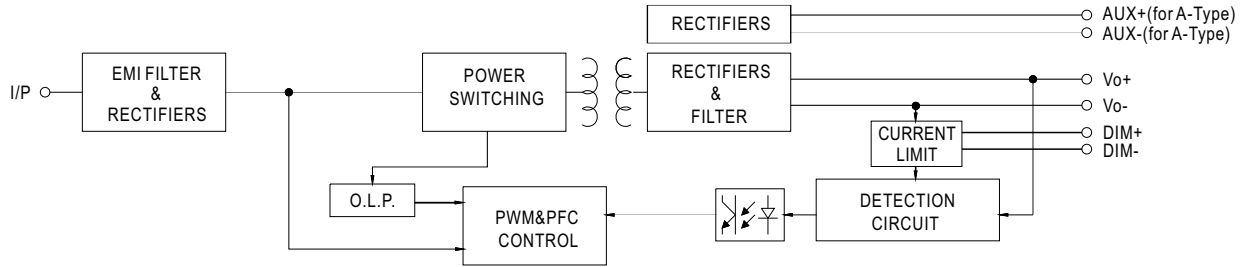 RECTIFIERS
AUX+(for A-Type)
AUX-(for A-Type)
I/P
EMI FILTER
&
RECTIFIERS
POWER
SWITCHING
RECTIFIERS
&
FILTER
Vo+
Vo-
CURRENT
LIMIT
DIM+
DIM-
O.L.P.
PWM&PFC
CONTROL
DETECTION
CIRCUIT